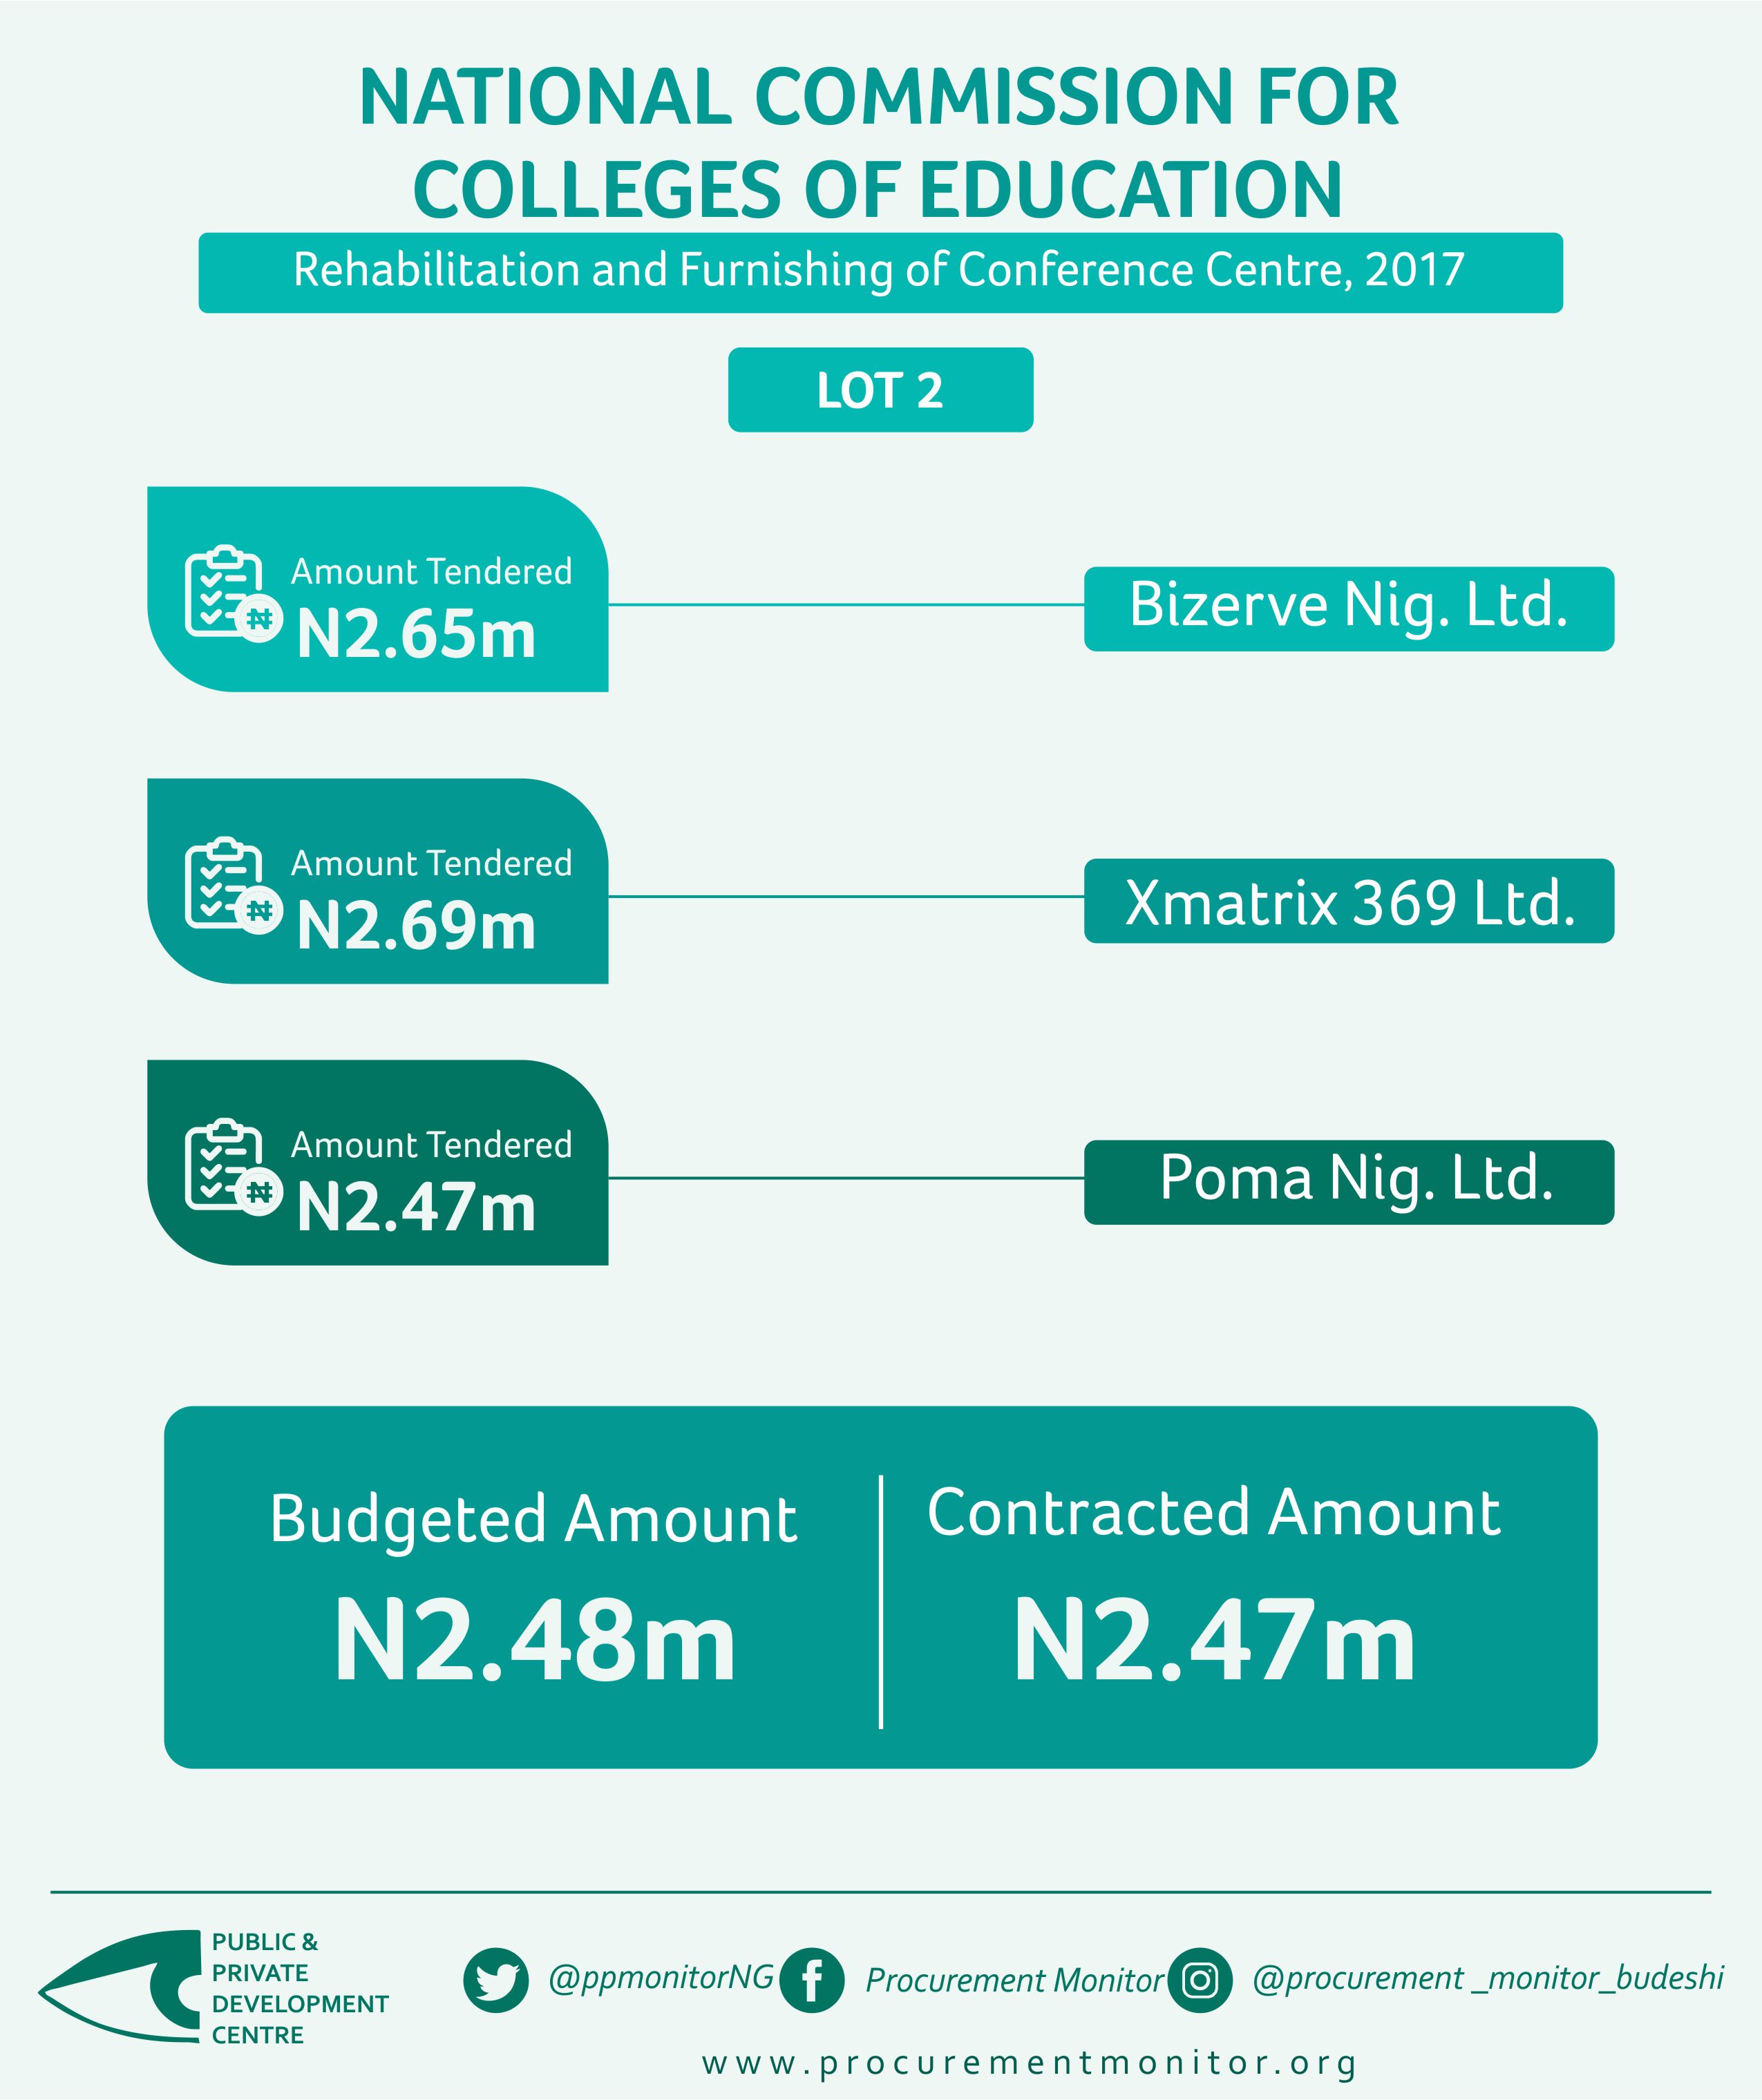 NATIONAL COMMISSION FOR
COLLEGES OF EDUCATION
Rehabilitation and Furnishing of Conference Centre, 2017
LOT 2
Amount Tendered
N2.65m
Bizerve Nig. Ltd.
Amount Tendered
N2.69m
Xmatrix 369 Ltd.
Amount Tendered
N2.47m
Poma Nig. Ltd.
Budgeted Amount
N2.48m
Contracted Amount
N2.47m
PUBLIC &
PRIVATE
DEVELOPMENT
CENTRE
@ppmonitorNG
Procurement Monitor
@procurement _monitor_budeshi
www.procurementmonitor.org